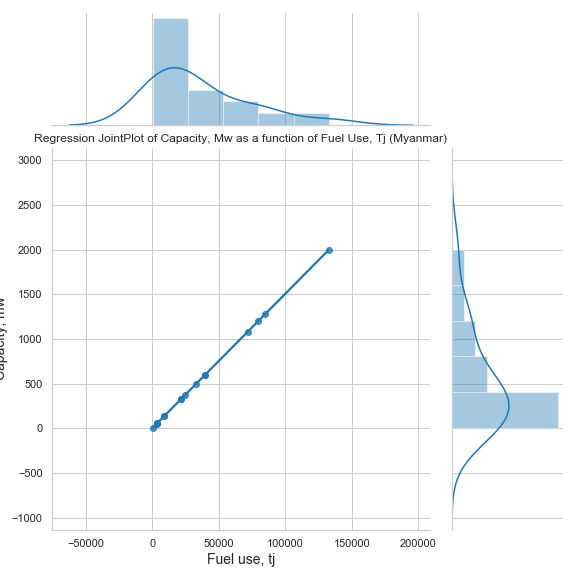 Regression JointPlot of Capacity, Mw as a function of Fuel Use, Tj (Myanmar)
3000
2500
2000
1500
1000
500
0
−500
−1000
Capacity, mw
−50000 0 50000 100000 150000 200000
Fuel use, tj